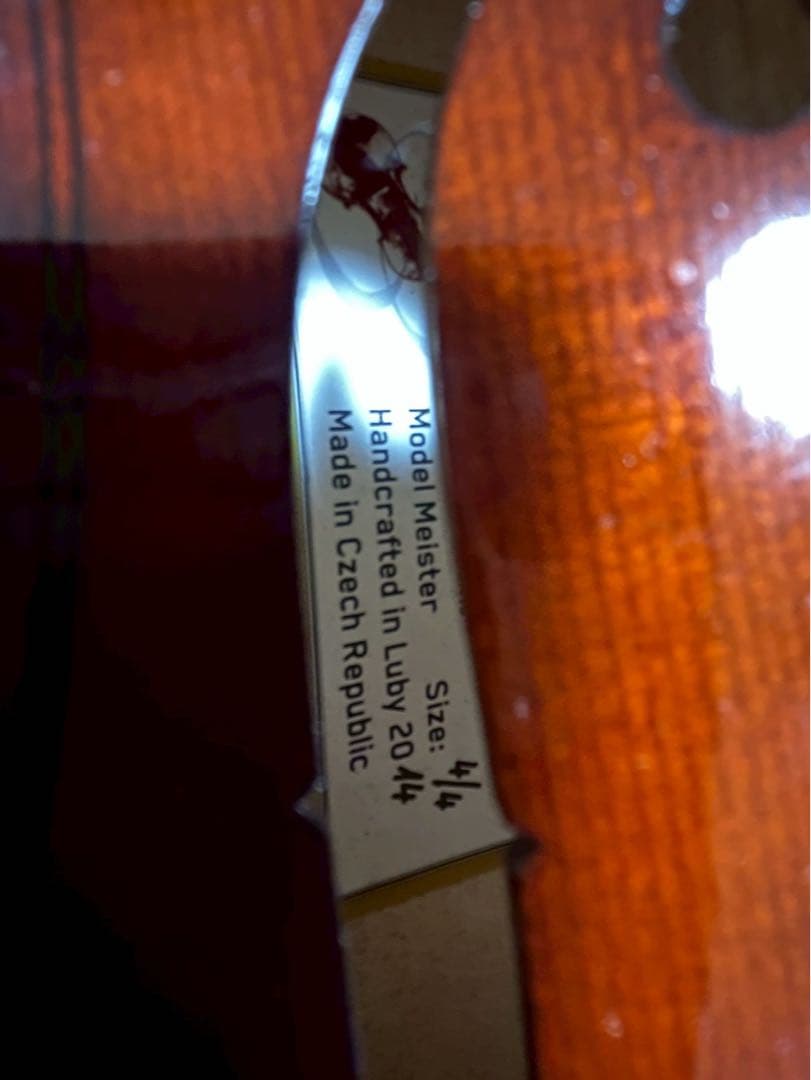 Model Meister Size: 4/4
Handcrafted in Luby 2014
Made in Czech Republic